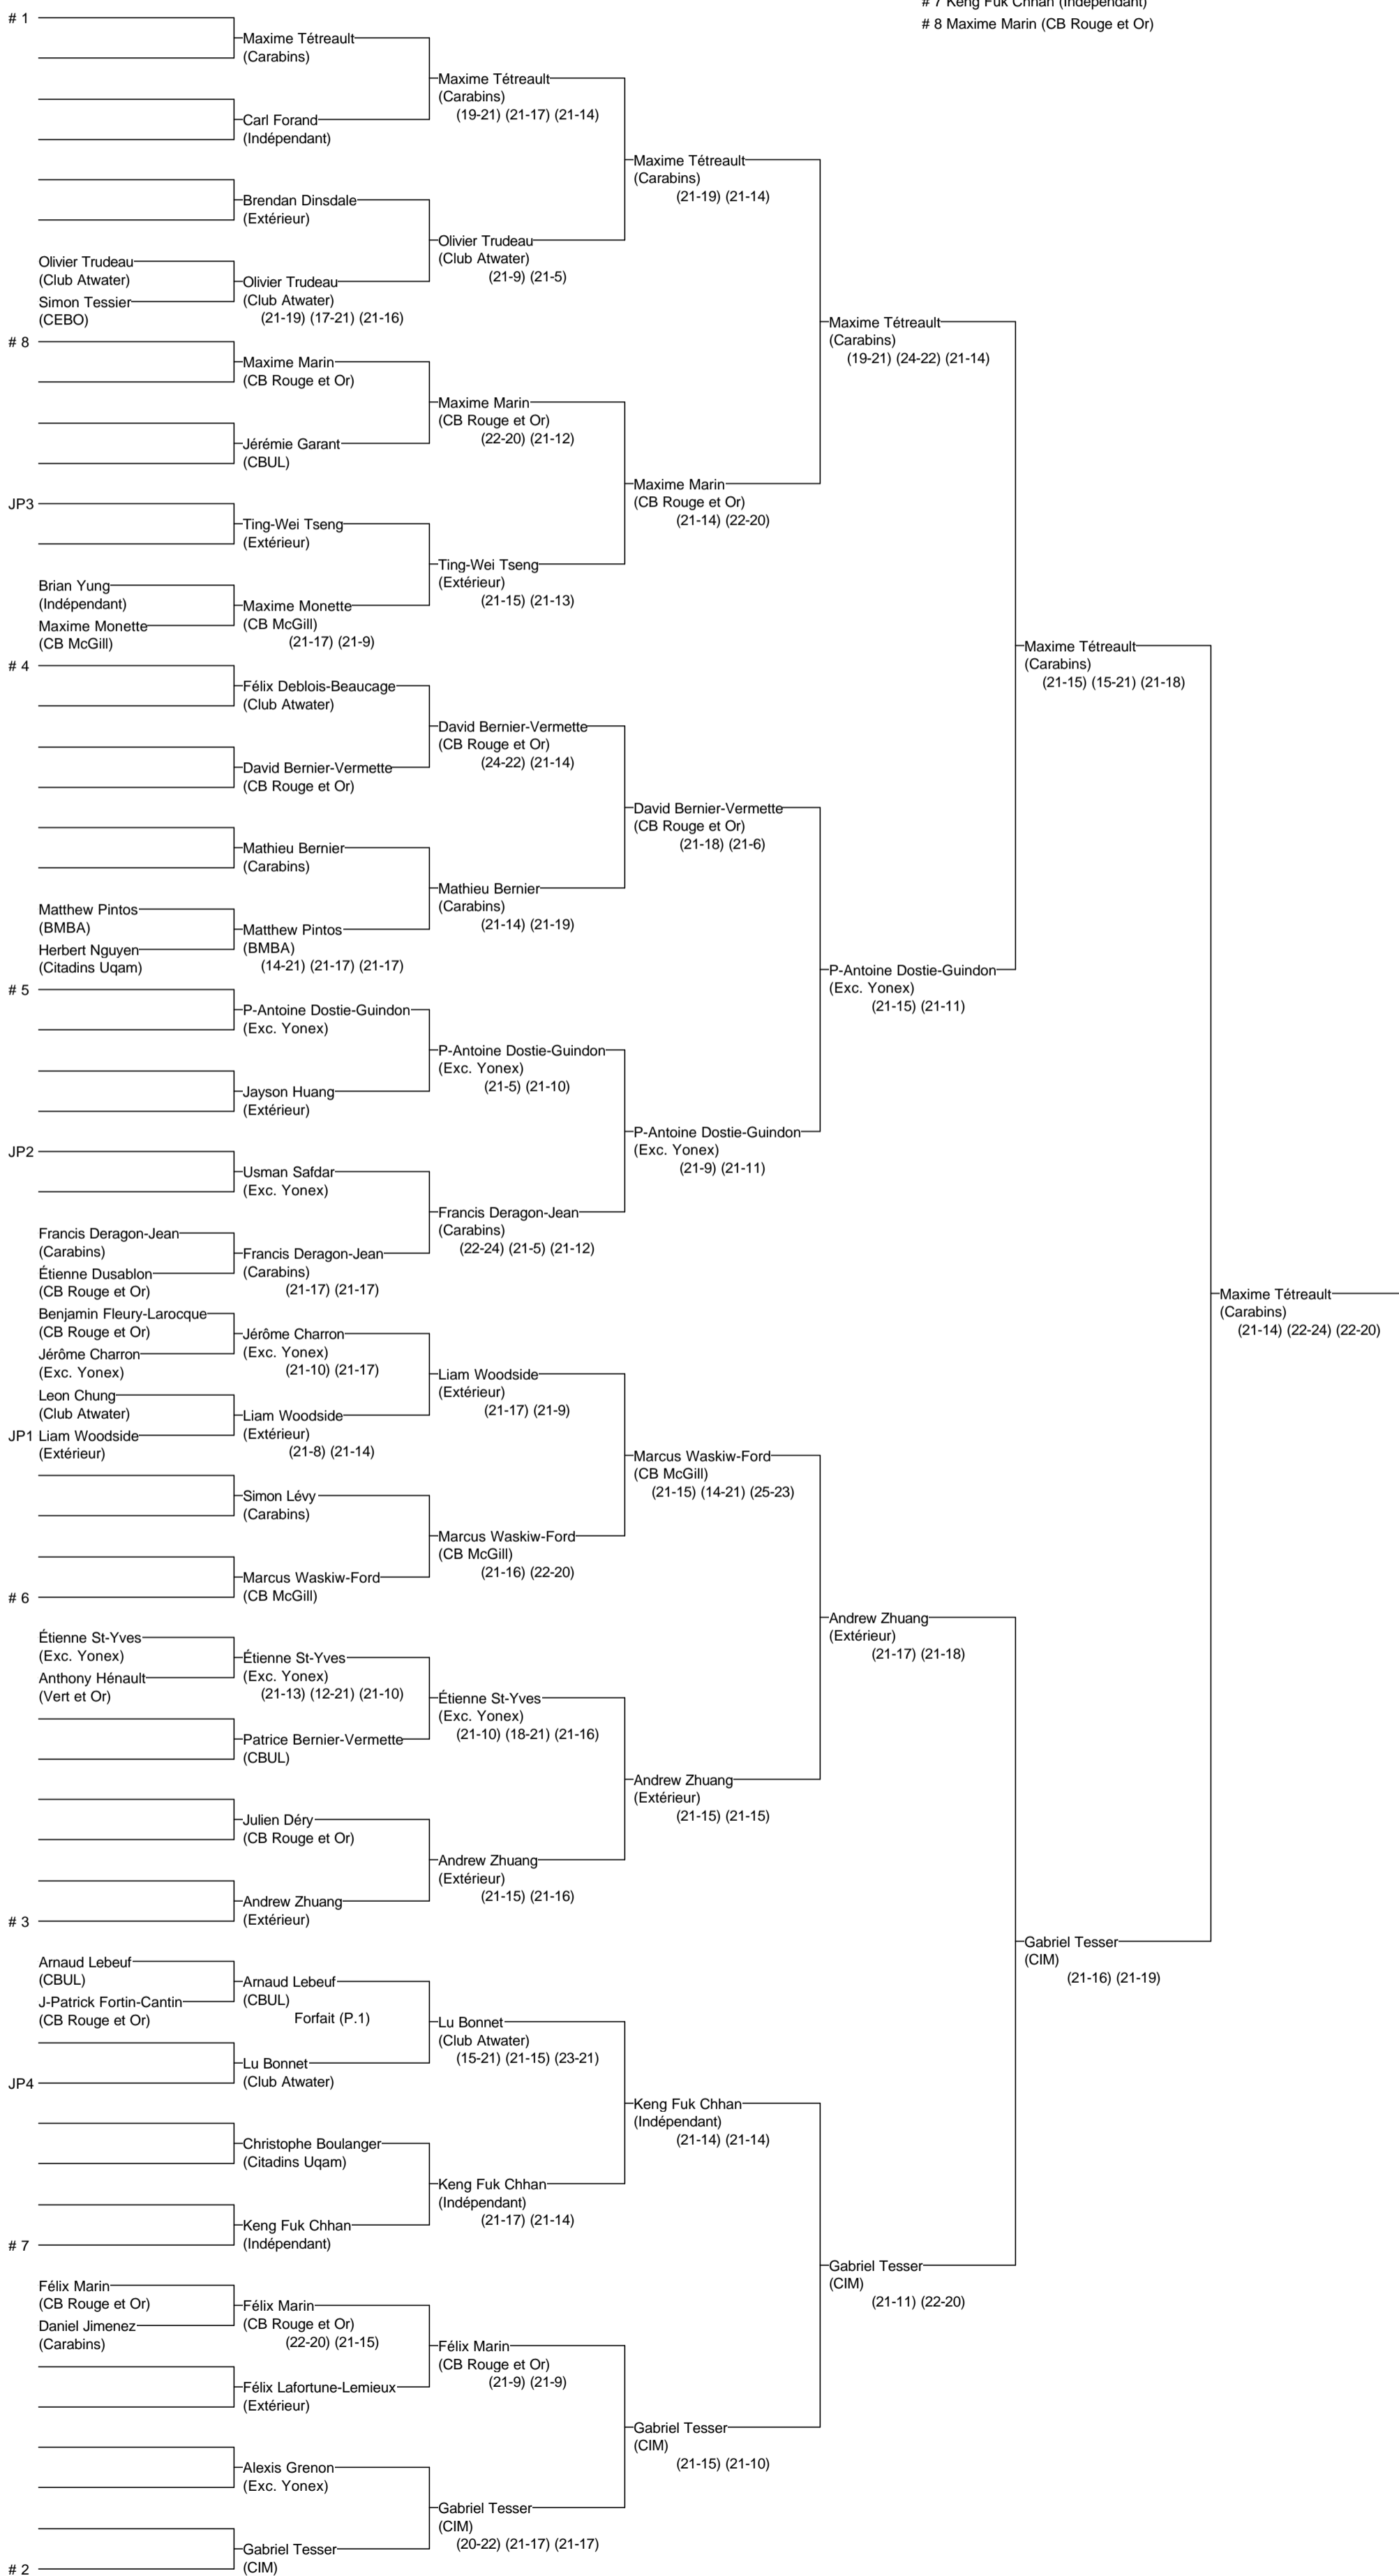 # 7 Keng Fuk Chhan (Indépendant)
# 8 Maxime Marin (CB Rouge et Or)
# 1
Maxime Tétreault
(Carabins)
Maxime Tétreault
(Carabins)
(19-21) (21-17) (21-14)
Carl Forand
(Indépendant)
Maxime Tétreault
(Carabins)
(21-19) (21-14)
Brendan Dinsdale
(Extérieur)
Olivier Trudeau
(Club Atwater)
(21-9) (21-5)
Olivier Trudeau
(Club Atwater)
Simon Tessier
(CEBO)
Olivier Trudeau
(Club Atwater)
(21-19) (17-21) (21-16)
Maxime Tétreault
(Carabins)
(19-21) (24-22) (21-14)
# 8
Maxime Marin
(CB Rouge et Or)
Maxime Marin
(CB Rouge et Or)
(22-20) (21-12)
Jérémie Garant
(CBUL)
Maxime Marin
(CB Rouge et Or)
(21-14) (22-20)
JP3
Ting-Wei Tseng
(Extérieur)
Ting-Wei Tseng
(Extérieur)
(21-15) (21-13)
Brian Yung
(Indépendant)
Maxime Monette
(CB McGill)
Maxime Monette
(CB McGill)
(21-17) (21-9)
Maxime Tétreault
(Carabins)
(21-15) (15-21) (21-18)
# 4
Félix Deblois-Beaucage
(Club Atwater)
David Bernier-Vermette
(CB Rouge et Or)
(24-22) (21-14)
David Bernier-Vermette
(CB Rouge et Or)
David Bernier-Vermette
(CB Rouge et Or)
(21-18) (21-6)
Mathieu Bernier
(Carabins)
Mathieu Bernier
(Carabins)
(21-14) (21-19)
Matthew Pintos
(BMBA)
Herbert Nguyen
(Citadins Uqam)
Matthew Pintos
(BMBA)
(14-21) (21-17) (21-17)
P-Antoine Dostie-Guindon
(Exc. Yonex)
(21-15) (21-11)
# 5
P-Antoine Dostie-Guindon
(Exc. Yonex)
P-Antoine Dostie-Guindon
(Exc. Yonex)
(21-5) (21-10)
Jayson Huang
(Extérieur)
P-Antoine Dostie-Guindon
(Exc. Yonex)
(21-9) (21-11)
JP2
Usman Safdar
(Exc. Yonex)
Francis Deragon-Jean
(Carabins)
(22-24) (21-5) (21-12)
Francis Deragon-Jean
(Carabins)
Étienne Dusablon
(CB Rouge et Or)
Francis Deragon-Jean
(Carabins)
(21-17) (21-17)
Maxime Tétreault
(Carabins)
(21-14) (22-24) (22-20)
Benjamin Fleury-Larocque
(CB Rouge et Or)
Jérôme Charron
(Exc. Yonex)
Jérôme Charron
(Exc. Yonex)
(21-10) (21-17)
Liam Woodside
(Extérieur)
(21-17) (21-9)
Leon Chung
(Club Atwater)
JP1 Liam Woodside
(Extérieur)
Liam Woodside
(Extérieur)
(21-8) (21-14)
Marcus Waskiw-Ford
(CB McGill)
(21-15) (14-21) (25-23)
Simon Lévy
(Carabins)
Marcus Waskiw-Ford
(CB McGill)
(21-16) (22-20)
Marcus Waskiw-Ford
(CB McGill)
# 6
Andrew Zhuang
(Extérieur)
(21-17) (21-18)
Étienne St-Yves
(Exc. Yonex)
Anthony Hénault
(Vert et Or)
Étienne St-Yves
(Exc. Yonex)
(21-13) (12-21) (21-10)
Étienne St-Yves
(Exc. Yonex)
(21-10) (18-21) (21-16)
Patrice Bernier-Vermette
(CBUL)
Andrew Zhuang
(Extérieur)
(21-15) (21-15)
Julien Déry
(CB Rouge et Or)
Andrew Zhuang
(Extérieur)
(21-15) (21-16)
Andrew Zhuang
(Extérieur)
# 3
Gabriel Tesser
(CIM)
(21-16) (21-19)
Arnaud Lebeuf
(CBUL)
J-Patrick Fortin-Cantin
(CB Rouge et Or)
Arnaud Lebeuf
(CBUL)
Forfait (P.1)
Lu Bonnet
(Club Atwater)
(15-21) (21-15) (23-21)
Lu Bonnet
(Club Atwater)
JP4
Keng Fuk Chhan
(Indépendant)
(21-14) (21-14)
Christophe Boulanger
(Citadins Uqam)
Keng Fuk Chhan
(Indépendant)
(21-17) (21-14)
Keng Fuk Chhan
(Indépendant)
# 7
Gabriel Tesser
(CIM)
(21-11) (22-20)
Félix Marin
(CB Rouge et Or)
Daniel Jimenez
(Carabins)
Félix Marin
(CB Rouge et Or)
(22-20) (21-15)
Félix Marin
(CB Rouge et Or)
(21-9) (21-9)
Félix Lafortune-Lemieux
(Extérieur)
Gabriel Tesser
(CIM)
(21-15) (21-10)
Alexis Grenon
(Exc. Yonex)
Gabriel Tesser
(CIM)
(20-22) (21-17) (21-17)
Gabriel Tesser
(CIM)
# 2